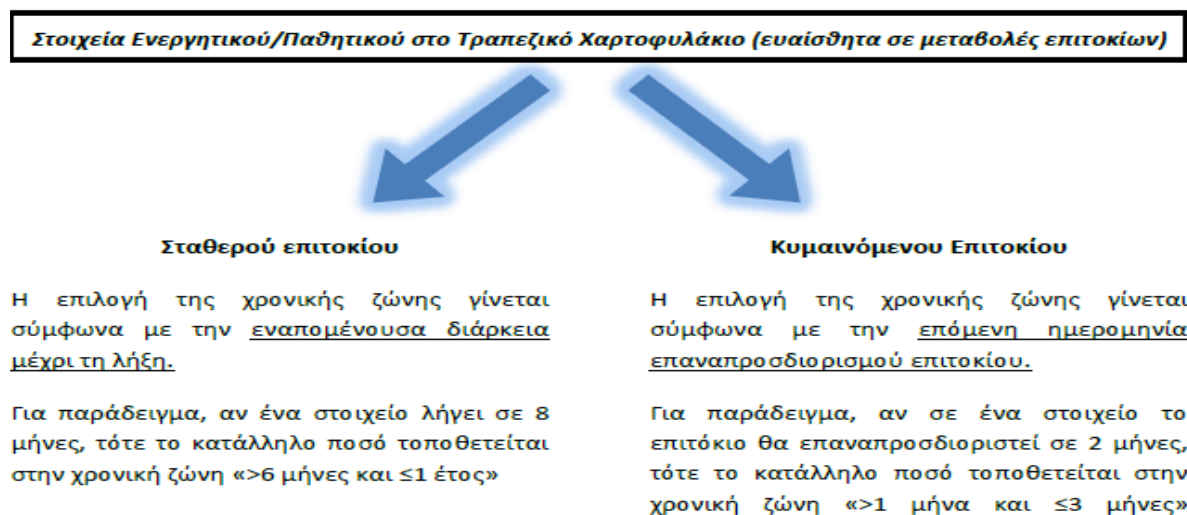 Στοιχεία Ενεργητικού/Παθητικού στο Τραπεζικό Χαρτοφυλάκιο (ευαίσθητα σε μεταβολές επιτοκίων)
Σταθερού επιτοκίου
Η επιλογή της χρονικής ζώνης γίνεται
σύμφωνα με την εναπομένουσα διάρκεια
μέχρι τη λήξη.
Για παράδειγμα, αν ένα στοιχείο λήγει σε 8
μήνες, τότε το κατάλληλο ποσό τοποθετείται
στην χρονική ζώνη «>6 μήνες και ≤1 έτος»
Κυμαινόμενου Επιτοκίου
Η επιλογή της χρονικής ζώνης γίνεται
σύμφωνα με την επόμενη ημερομηνία
επαναπροσδιορισμού επιτοκίου.
Για παράδειγμα, αν σε ένα στοιχείο το
επιτόκιο θα επαναπροσδιοριστεί σε 2 μήνες,
τότε το κατάλληλο ποσό τοποθετείται στην
χρονική ζώνη «>1 μήνα και ≤3 μήνες»